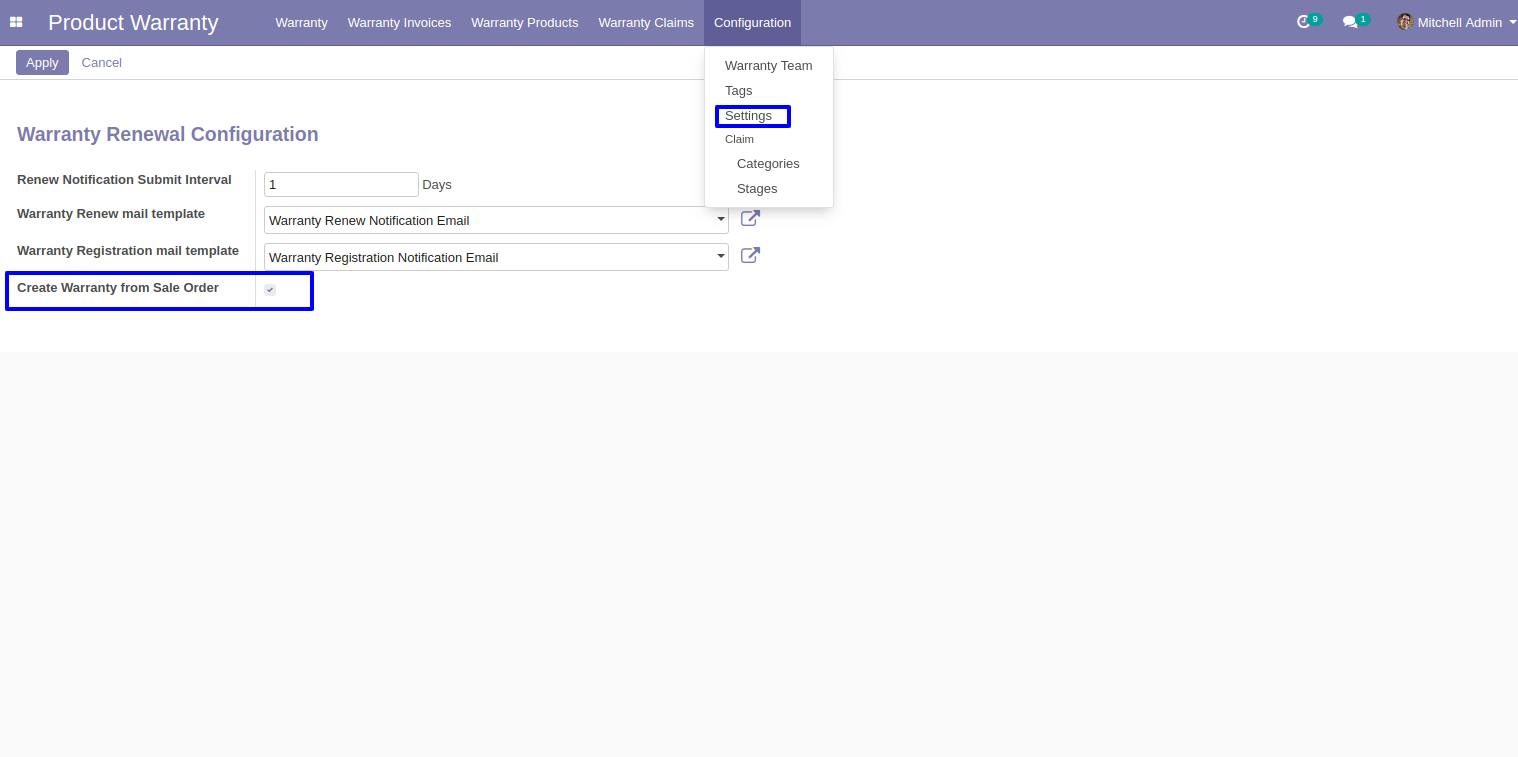 Product Warranty Warranty Warranty Invoices Warranty Products Warranty Claims Configuration 9 1 Mitchell Admin
Apply Cancel
Warranty Team
Tags
Settings
Claim
Categories
Stages
Warranty Renewal Configuration
Renew Notification Submit Interval 1 Days
Warranty Renew mail template Warranty Renew Notification Email
Warranty Registration mail template Warranty Registration Notification Email
Create Warranty from Sale Order